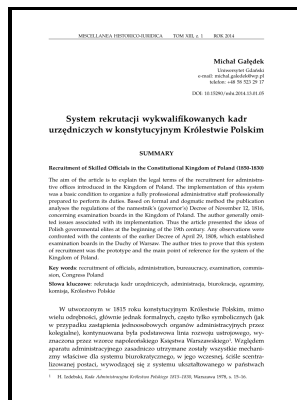 MISCELLANEA HISTORICO-IURIDICA TOM XIII, z. 1 ROK 2014
Michał Gałędek
Uniwersytet Gdański
e-mail: michal.galedek@wp.pl
telefon: +48 58 523 29 17
DOI: 10.15290/mhi.2014.13.01.05
System rekrutacji wykwalifikowanych kadr
urzędniczych w konstytucyjnym Królestwie Polskim
SUMMARY
Recruitment of Skilled Officials in the Constitutional Kingdom of Poland (1850-1830)
The aim of the article is to explain the legal terms of the recruitment for administra-
tive offices introduced in the Kingdom of Poland. The implementation of this system
was a basic condition to organize a fully professional administrative staff professionally
prepared to perform its duties. Based on formal and dogmatic method the publication
analyses the regulations of the namestnik's (governor's) Decree of November 12, 1816,
concerning examination boards in the Kingdom of Poland. The author generally omit-
ted issues associated with its implementation. Thus the article presented the ideas of
Polish governmental elites at the beginning of the 19th century. Any observations were
confronted with the contents of the earlier Decree of April 29, 1808, which established
examination boards in the Duchy of Warsaw. The author tries to prove that this system
of recruitment was the prototype and the main point of reference for the system of the
Kingdom of Poland.
Key words: recruitment of officials, administration, bureaucracy, examination, commis-
sion, Congress Poland
Słowa kluczowe: rekrutacja kadr urzędniczych, administracja, biurokracja, egzaminy,
komisja, Królestwo Polskie
W utworzonym w 1815 roku konstytucyjnym Królestwie Polskim, mimo
wielu odrębności, głównie jednak formalnych, często tylko symbolicznych (jak
w przypadku zastąpienia jednoosobowych organów administracyjnych przez
kolegialne), kontynuowana była podstawowa linia rozwoju ustrojowego, wy-
znaczona przez wzorce napoleońskiego Księstwa Warszawskiego¹. Względem
aparatu administracyjnego zasadniczo utrzymane zostały wszystkie mechani-
zmy właściwe dla systemu biurokratycznego, w jego wczesnej, ściśle scentra-
lizowanej postaci, wywodzącej się z systemu ukształtowanego w państwach
¹ H. Izdebski, Rada Administracyjna Królestwa Polskiego 1815–1830, Warszawa 1978, s. 15–16.